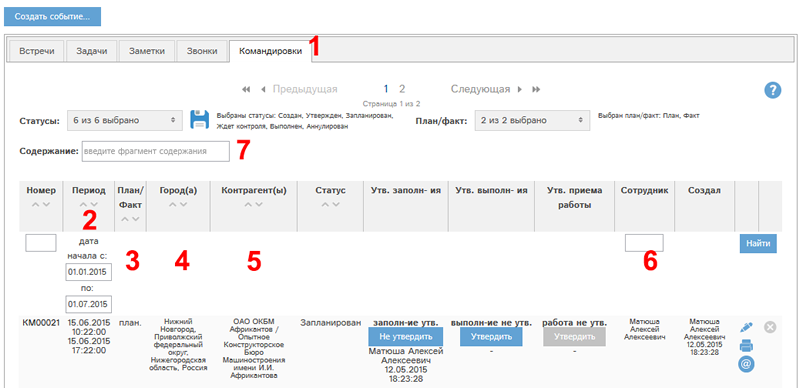 Создать событие...
Встречи Задачи Заметки Звонки Командировки 1
Предыдущая 1 2 Следующая
Страница 1 из 2
?
Статусы: 6 из 6 выбрано Выбраны статусы: Создан, Утвержден, Запланирован, План/факт: 2 из 2 выбрано Выбран план/факт: План, Факт
Ждет контроля, Выполнен, Аннулирован
Содержание: введите фрагмент содержания 7
Номер Период План/ Город(а) Контрагент(ы) Статус Утв. заполн- ия Утв. выполн- ия Утв. приема Сотрудник Создал
Факт работы
2
дата Найти
начала с:
3 4 5 6
01.01.2015
по:
01.07.2015
КМ00021 15.06.2015 план. Нижний ОАО ОКБМ Запланирован заполн-ие утв. выполн-ие не утв. работа не утв. Матюша Матюша
10:22:00 Новгород, Африкантов / Не утвердить Утвердить Утвердить Алексей Алексей
15.06.2015 Приволжский Опытное Алексеевич Алексеевич
17:22:00 федеральный Конструкторское Матюша Алексей - - 12.05.2015
округ, Бюро Алексеевич 18:23:28
Нижегородская Машиностроения 12.05.2015
область, Россия имени И.И. 18:23:28
Африкантова
@